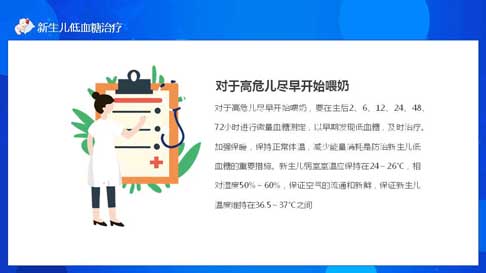 新生儿低血糖治疗
对于高危儿尽早开始喂奶
对于高危儿尽早开始喂奶，要在生后2、6、12、24、48、
72小时进行微量血糖测定，以早期发现低血糖，及时治疗。
加强保暖，保持正常体温，减少能量消耗是防治新生儿低
血糖的重要措施。新生儿病室室温应保持在24～26℃，相
对湿度50%～60%，保证空气的流通和新鲜，保证新生儿
温度维持在36.5～37℃之间